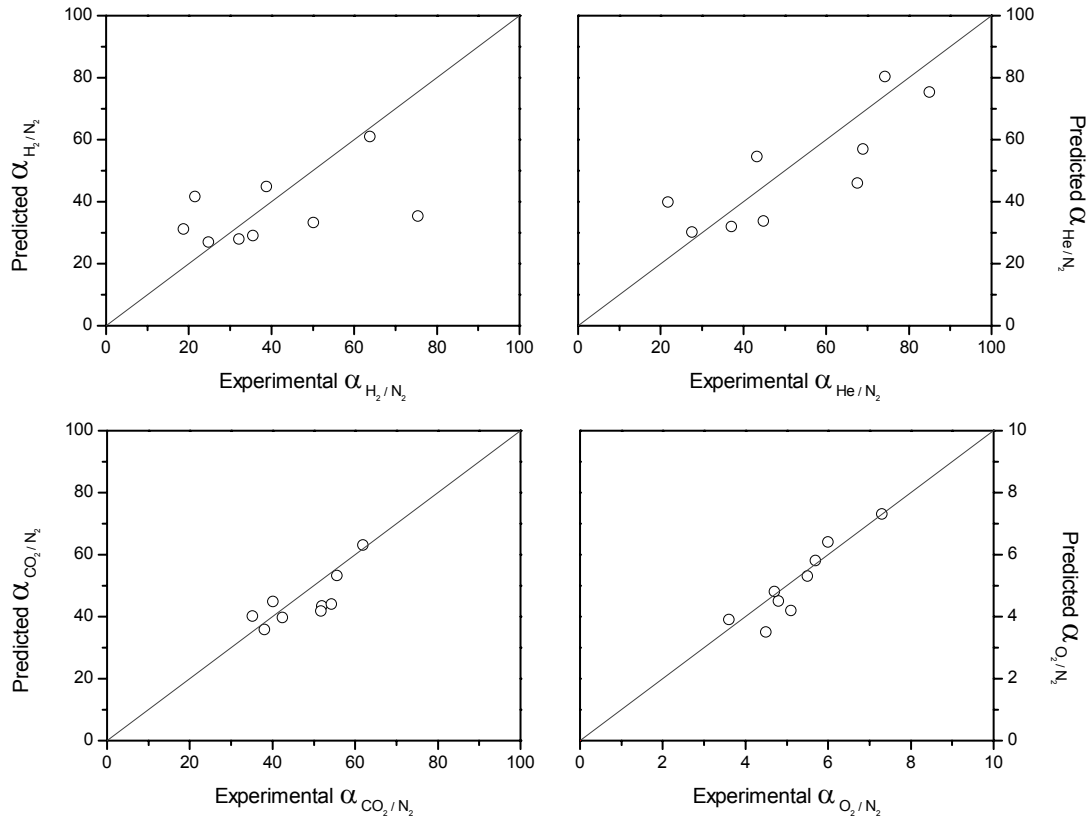 100
80
60
40
20
0
0 20 40 60 80 100
Predicted α H₂/N₂
Experimental α H₂/N₂
100
80
60
40
20
0
0 20 40 60 80 100
Predicted α He/N₂
Experimental α He/N₂
100
80
60
40
20
0
0 20 40 60 80 100
Predicted α CO₂/N₂
Experimental α CO₂/N₂
10
8
6
4
2
0
0 2 4 6 8 10
Predicted α O₂/N₂
Experimental α O₂/N₂